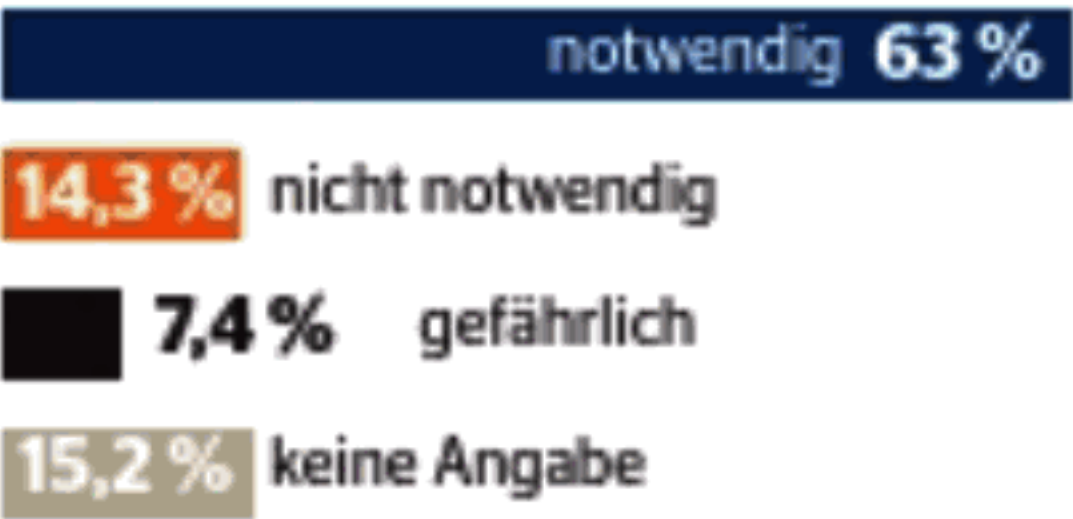 notwendig 63 %
14,3 % nicht notwendig
7,4 % gefährlich
15,2 % keine Angabe